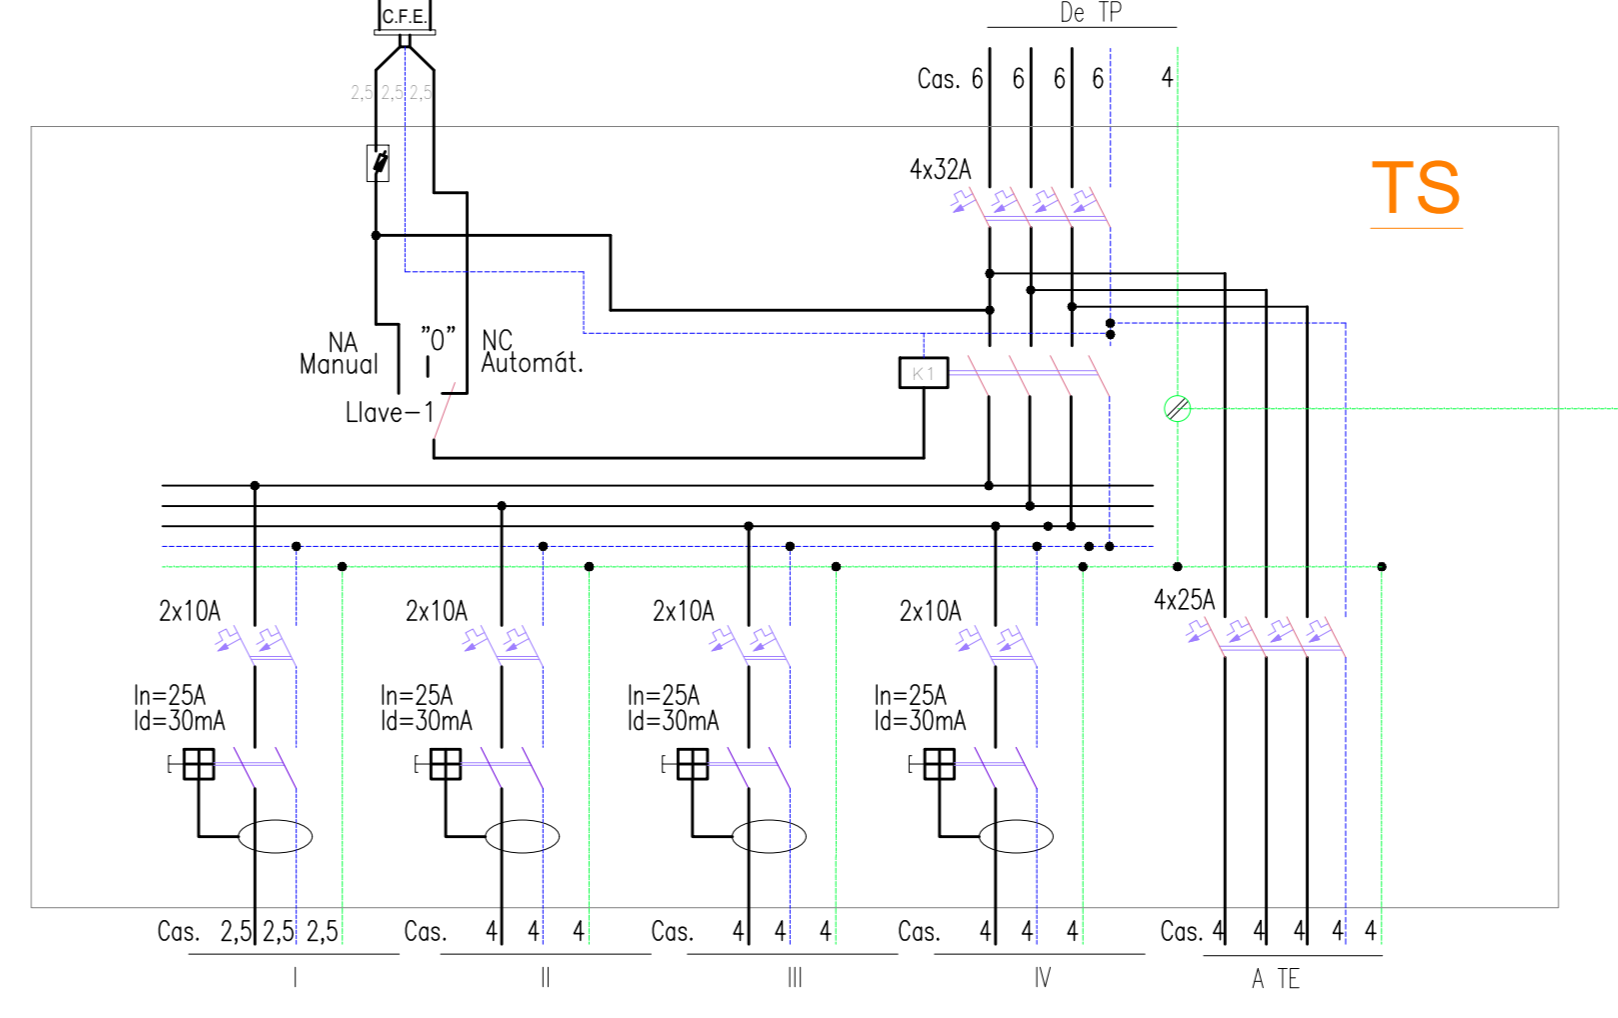 C.F.E.
De TP
2,5 2,5 2,5
Cas. 6 6 6 6 4
4x32A
TS
NA
Manual
"0"
NC
Automát.
K1
Llave-1
2x10A 2x10A 2x10A 2x10A 4x25A
In=25A In=25A In=25A In=25A
Id=30mA Id=30mA Id=30mA Id=30mA
Cas. 2,5 2,5 2,5 Cas. 4 4 4 Cas. 4 4 4 Cas. 4 4 4 Cas. 4 4 4 4 4
I II III IV A TE